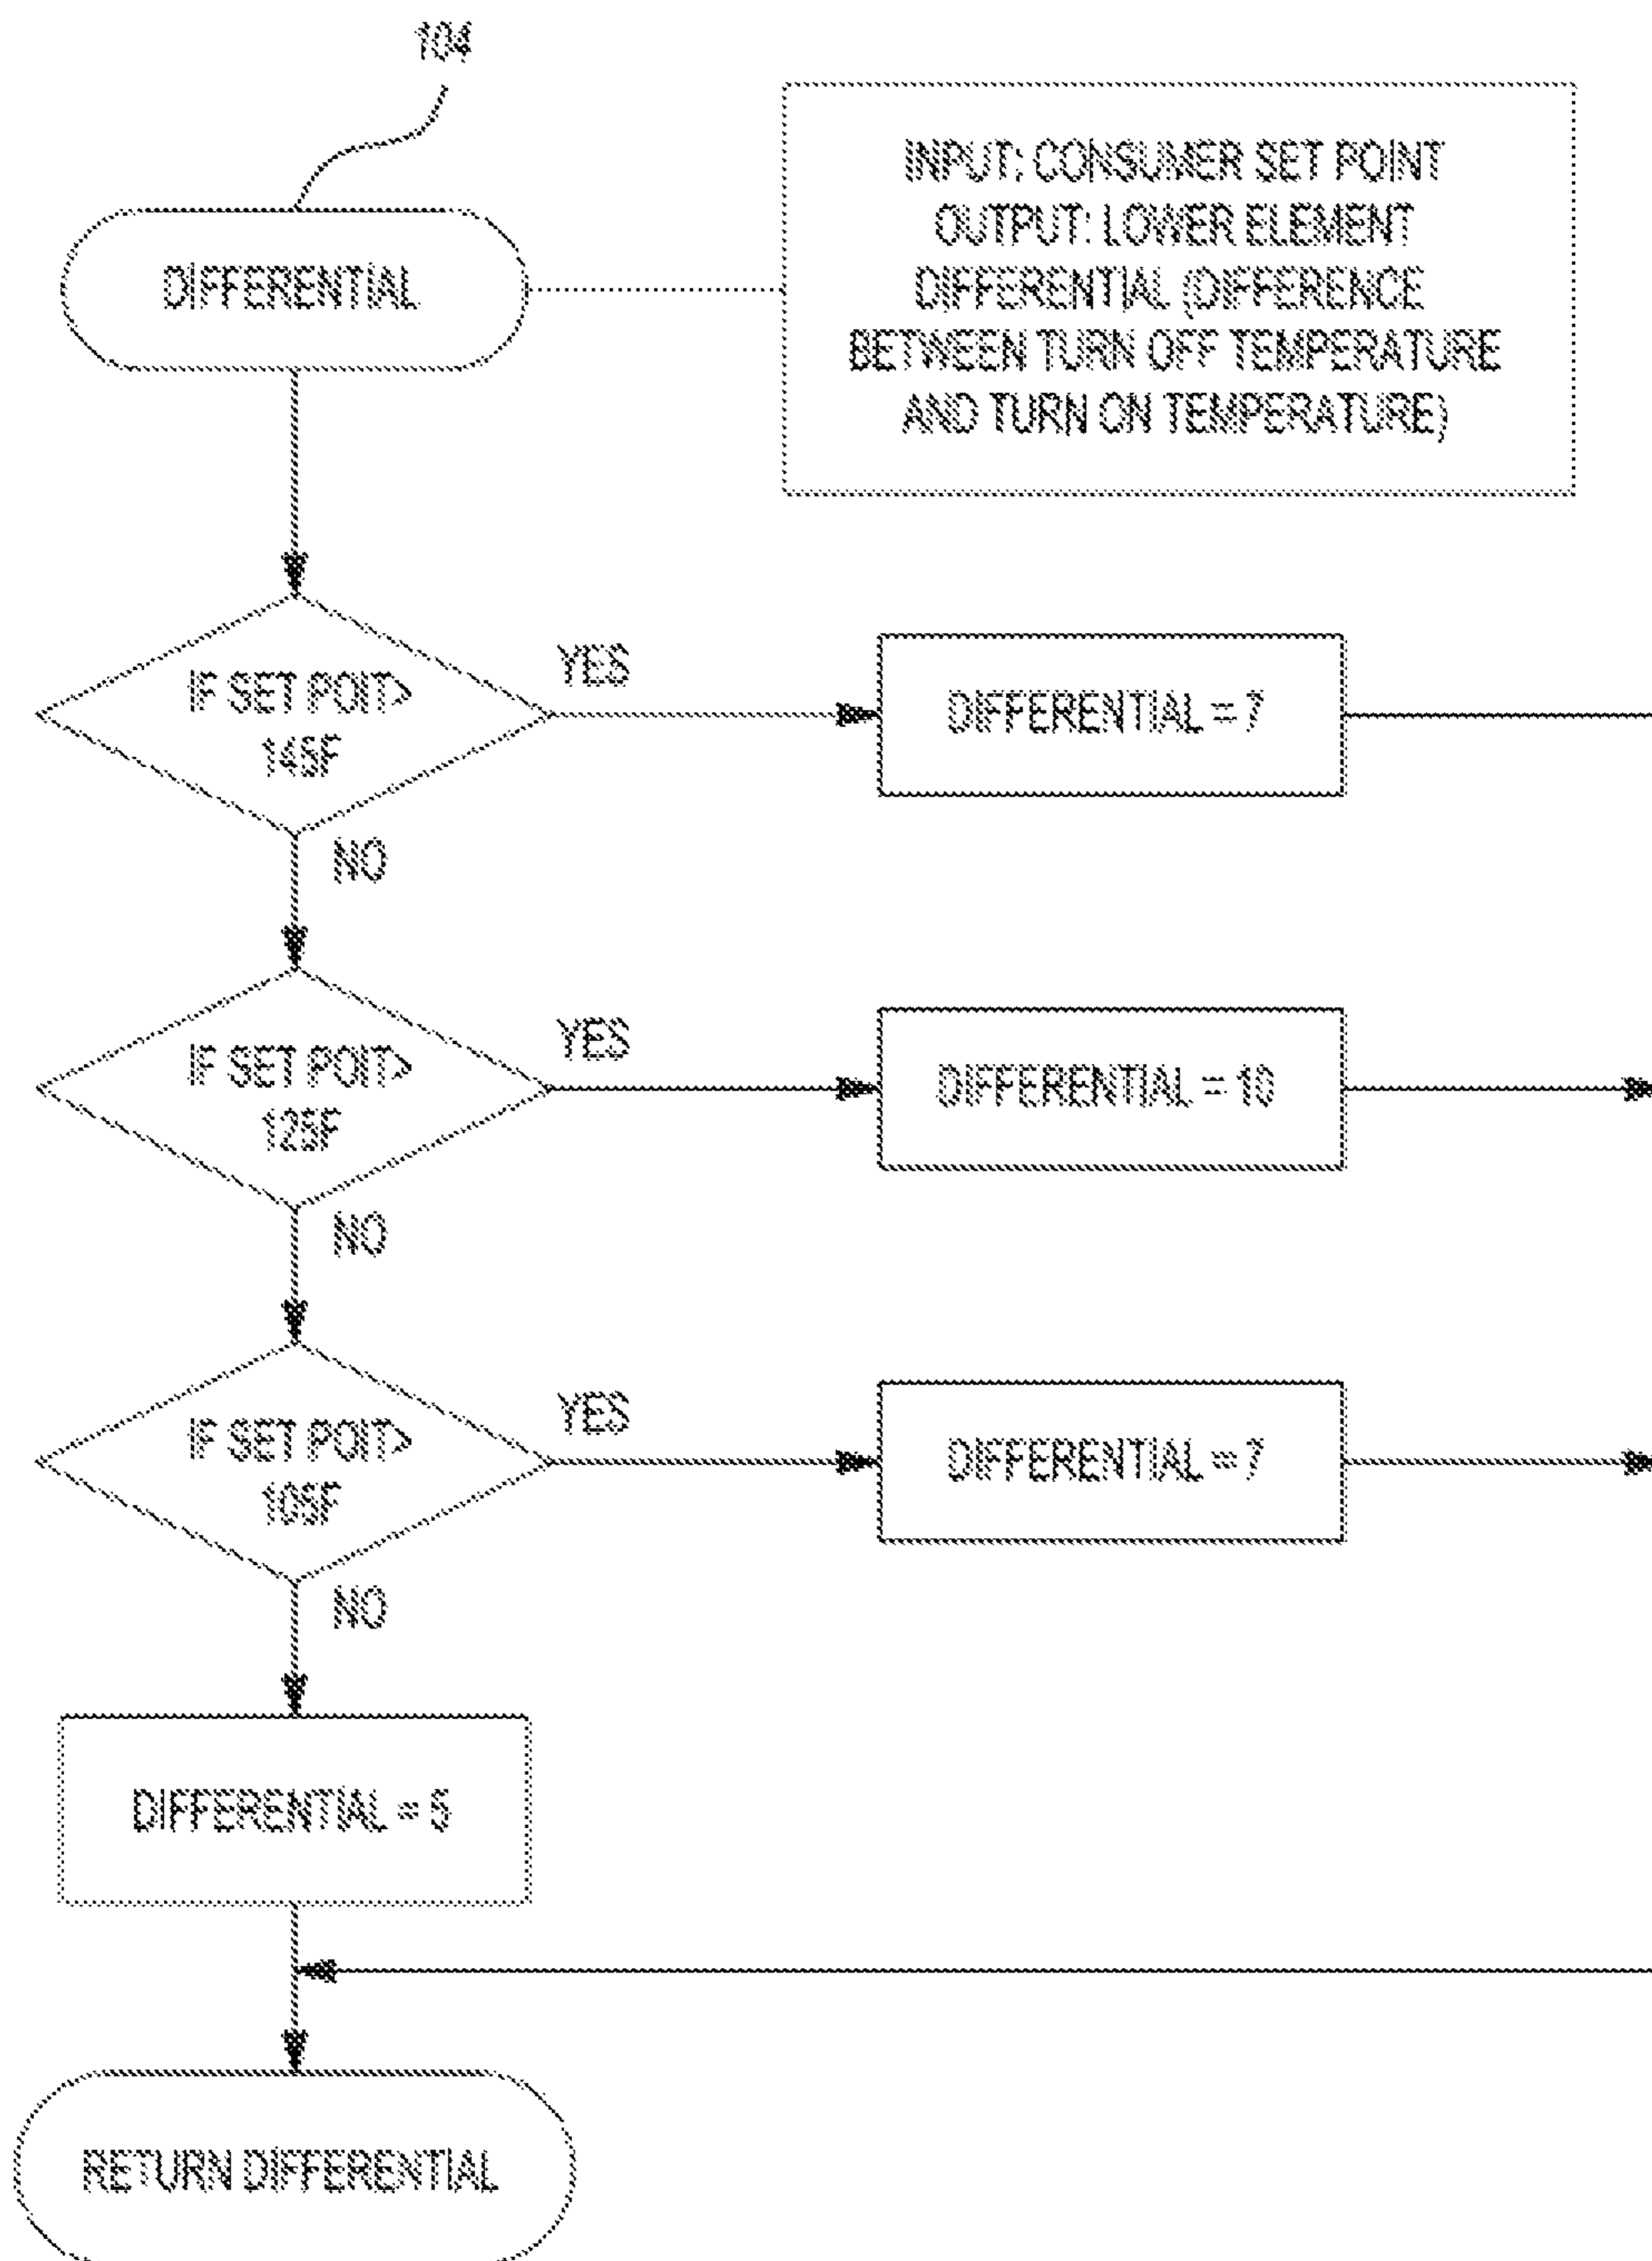 104
DIFFERENTIAL
INPUT: CONSUMER SET POINT
OUTPUT: LOWER ELEMENT
DIFFERENTIAL (DIFFERENCE
BETWEEN TURN OFF TEMPERATURE
AND TURN ON TEMPERATURE)
IF SET POIT>
145F
YES
DIFFERENTIAL = 7
NO
IF SET POIT>
125F
YES
DIFFERENTIAL = 10
NO
IF SET POIT>
105F
YES
DIFFERENTIAL = 7
NO
DIFFERENTIAL = 5
RETURN DIFFERENTIAL